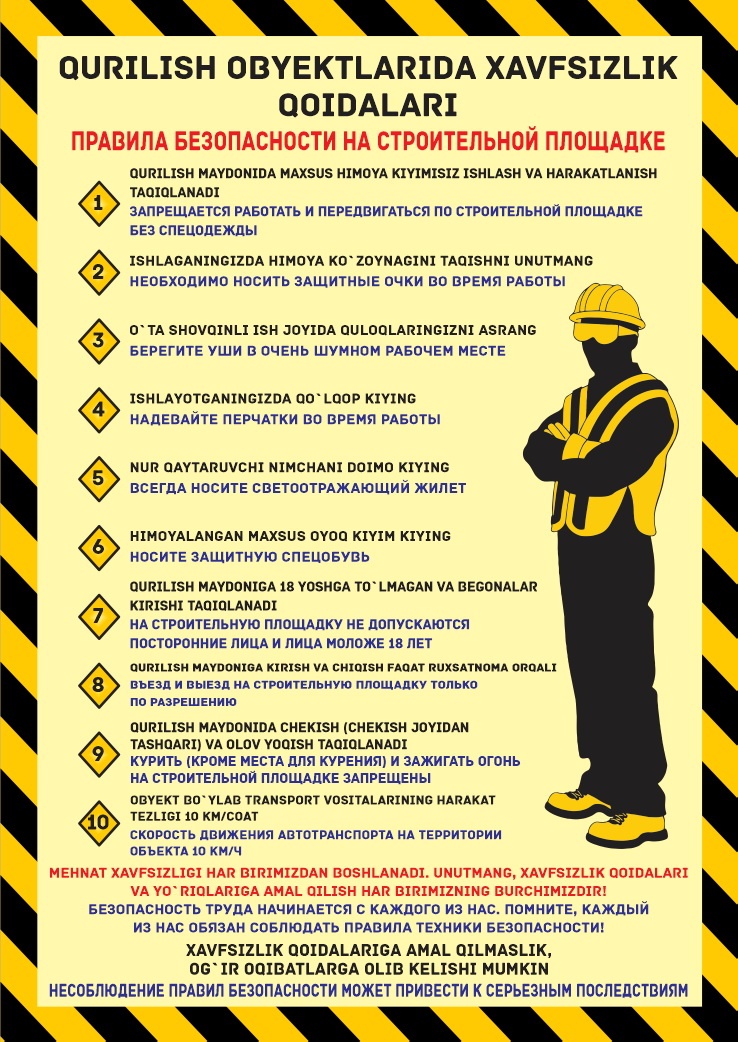 QURILISH OBYEKTLARIDA XAVFSIZLIK
QOIDALARI
ПРАВИЛА БЕЗОПАСНОСТИ НА СТРОИТЕЛЬНОЙ ПЛОЩАДКЕ
1
QURILISH MAYDONIDA MAXSUS HIMOYA KIYIMISIZ ISHLASH VA HARAKATLANISH
TAQIQLANADI
ЗАПРЕЩАЕТСЯ РАБОТАТЬ И ПЕРЕДВИГАТЬСЯ ПО СТРОИТЕЛЬНОЙ ПЛОЩАДКЕ
БЕЗ СПЕЦОДЕЖДЫ
2
ISHLAGANINGIZDA HIMOYA KO`ZOYNAGINI TAQISHNI UNUTMANG
НЕОБХОДИМО НОСИТЬ ЗАЩИТНЫЕ ОЧКИ ВО ВРЕМЯ РАБОТЫ
3
O`TA SHOVQINLI ISH JOYIDA QULOQLARINGIZNI ASRANG
БЕРЕГИТЕ УШИ В ОЧЕНЬ ШУМНОМ РАБОЧЕМ МЕСТЕ
4
ISHLAYOTGANINGIZDA QO`LQOP KIYING
НАДЕВАЙТЕ ПЕРЧАТКИ ВО ВРЕМЯ РАБОТЫ
5
NUR QAYTARUVCHI NIMCHANI DOIMO KIYING
ВСЕГДА НОСИТЕ СВЕТООТРАЖАЮЩИЙ ЖИЛЕТ
6
HIMOYALANGAN MAXSUS OYOQ KIYIM KIYING
НОСИТЕ ЗАЩИТНУЮ СПЕЦОБУВЬ
7
QURILISH MAYDONIGA 18 YOSHGA TO`LMAGAN VA BEGONALAR
KIRISHI TAQIQLANADI
НА СТРОИТЕЛЬНУЮ ПЛОЩАДКУ НЕ ДОПУСКАЮТСЯ
ПОСТОРОННИЕ ЛИЦА И ЛИЦА МОЛОЖЕ 18 ЛЕТ
8
QURILISH MAYDONIGA KIRISH VA CHIQISH FAQAT RUXSATNOMA ORQALI
ВЪЕЗД И ВЫЕЗД НА СТРОИТЕЛЬНУЮ ПЛОЩАДКУ ТОЛЬКО
ПО РАЗРЕШЕНИЮ
9
QURILISH MAYDONIDA CHEKISH (CHEKISH JOYIDAN
TASHQARI) VA OLOV YOQISH TAQIQLANADI
КУРИТЬ (КРОМЕ МЕСТА ДЛЯ КУРЕНИЯ) И ЗАЖИГАТЬ ОГОНЬ
НА СТРОИТЕЛЬНОЙ ПЛОЩАДКЕ ЗАПРЕЩЕНЫ
10
OBYEKT BO`YLAB TRANSPORT VOSITALARINING HARAKAT
TEZLIGI 10 KM/COAT
СКОРОСТЬ ДВИЖЕНИЯ АВТОТРАНСПОРТА НА ТЕРРИТОРИИ
ОБЪЕКТА 10 КМ/Ч
MEHNAT XAVFSIZLIGI HAR BIRIMIZDAN BOSHLANADI. UNUTMANG, XAVFSIZLIK QOIDALARI
VA YO`RIQLARIGA AMAL QILISH HAR BIRIMIZNING BURCHIMIZDIR!
БЕЗОПАСНОСТЬ ТРУДА НАЧИНАЕТСЯ С КАЖДОГО ИЗ НАС. ПОМНИТЕ, КАЖДЫЙ
ИЗ НАС ОБЯЗАН СОБЛЮДАТЬ ПРАВИЛА ТЕХНИКИ БЕЗОПАСНОСТИ!
XAVFSIZLIK QOIDALARIGA AMAL QILMASLIK,
OG`IR OQIBATLARGA OLIB KELISHI MUMKIN
НЕСОБЛЮДЕНИЕ ПРАВИЛ БЕЗОПАСНОСТИ МОЖЕТ ПРИВЕСТИ К СЕРЬЕЗНЫМ ПОСЛЕДСТВИЯМ